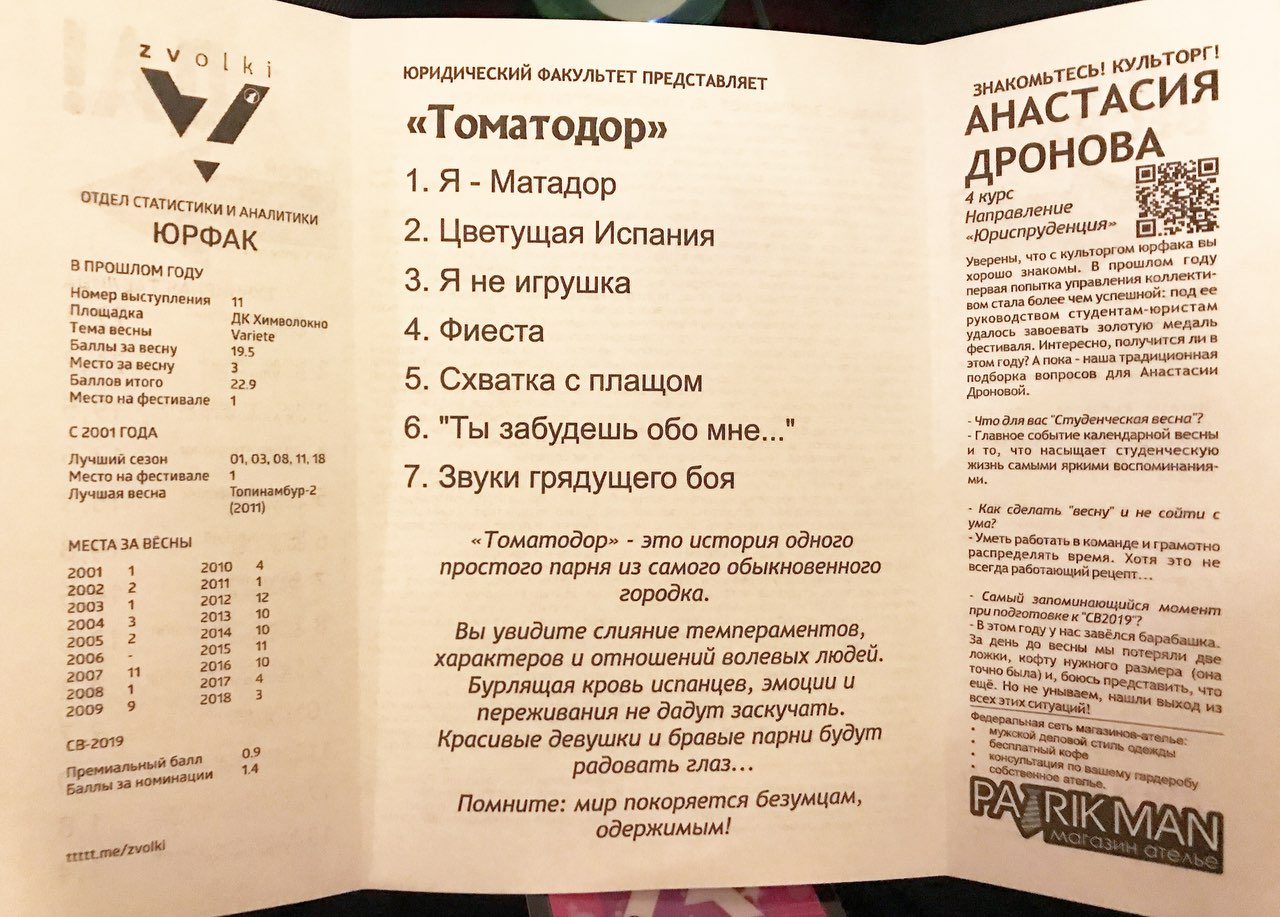 zvolki
ОТДЕЛ СТАТИСТИКИ И АНАЛИТИКИ
ЮРФАК
В ПРОШЛОМ ГОДУ
Номер выступления 11
Площадка ДК Химволокно
Тема весны Variete
Баллы за весну 19.5
Место за весну 3
Баллов итого 22.9
Место на фестивале 1
С 2001 ГОДА
Лучший сезон 01, 03, 08, 11, 18
Место на фестивале 1
Лучшая весна Топинамбур-2
(2011)
МЕСТА ЗА ВЁСНЫ
2001 1 2010 4
2002 2 2011 1
2003 1 2012 12
2004 3 2013 10
2005 2 2014 10
2006 - 2015 11
2007 11 2016 10
2008 1 2017 4
2009 9 2018 3
СВ-2019
Премиальный балл 0.9
Баллы за номинации 1.4
ttttt.me/zvolki
ЮРИДИЧЕСКИЙ ФАКУЛЬТЕТ ПРЕДСТАВЛЯЕТ
«Томатодор»
1. Я - Матадор
2. Цветущая Испания
3. Я не игрушка
4. Фиеста
5. Схватка с плащом
6. "Ты забудешь обо мне..."
7. Звуки грядущего боя
«Томатодор» - это история одного
простого парня из самого обыкновенного
городка.
Вы увидите слияние темпераментов,
характеров и отношений волевых людей.
Бурлящая кровь испанцев, эмоции и
переживания не дадут заскучать.
Красивые девушки и бравые парни будут
радовать глаз...
Помните: мир покоряется безумцам,
одержимым!
ЗНАКОМЬТЕСЬ! КУЛЬТОРГ!
АНАСТАСИЯ
ДРОНОВА
4 курс
Направление
«Юриспруденция»
Уверены, что с культоргом юрфака вы
хорошо знакомы. В прошлом году
первая попытка управления коллекти-
вом стала более чем успешной: под ее
руководством студентам-юристам
удалось завоевать золотую медаль
фестиваля. Интересно, получится ли в
этом году? А пока - наша традиционная
подборка вопросов для Анастасии
Дроновой.
- Что для вас "Студенческая весна"?
- Главное событие календарной весны
и то, что насыщает студенческую
жизнь самыми яркими воспоминания-
ми.
- Как сделать "весну" и не сойти с
ума?
- Уметь работать в команде и грамотно
распределять время. Хотя это не
всегда работающий рецепт...
- Самый запоминающийся момент
при подготовке к "СВ2019"?
- В этом году у нас завёлся барабашка.
За день до весны мы потеряли две
ложки, кофту нужного размера (она
точно была) и, боюсь представить, что
ещё. Но не унываем, нашли выход из
всех этих ситуаций!
Федеральная сеть магазинов-ателье:
• мужской деловой стиль одежды
• бесплатный кофе
• консультация по вашему гардеробу
• собственное ателье.
PATRIKMAN
магазин ателье